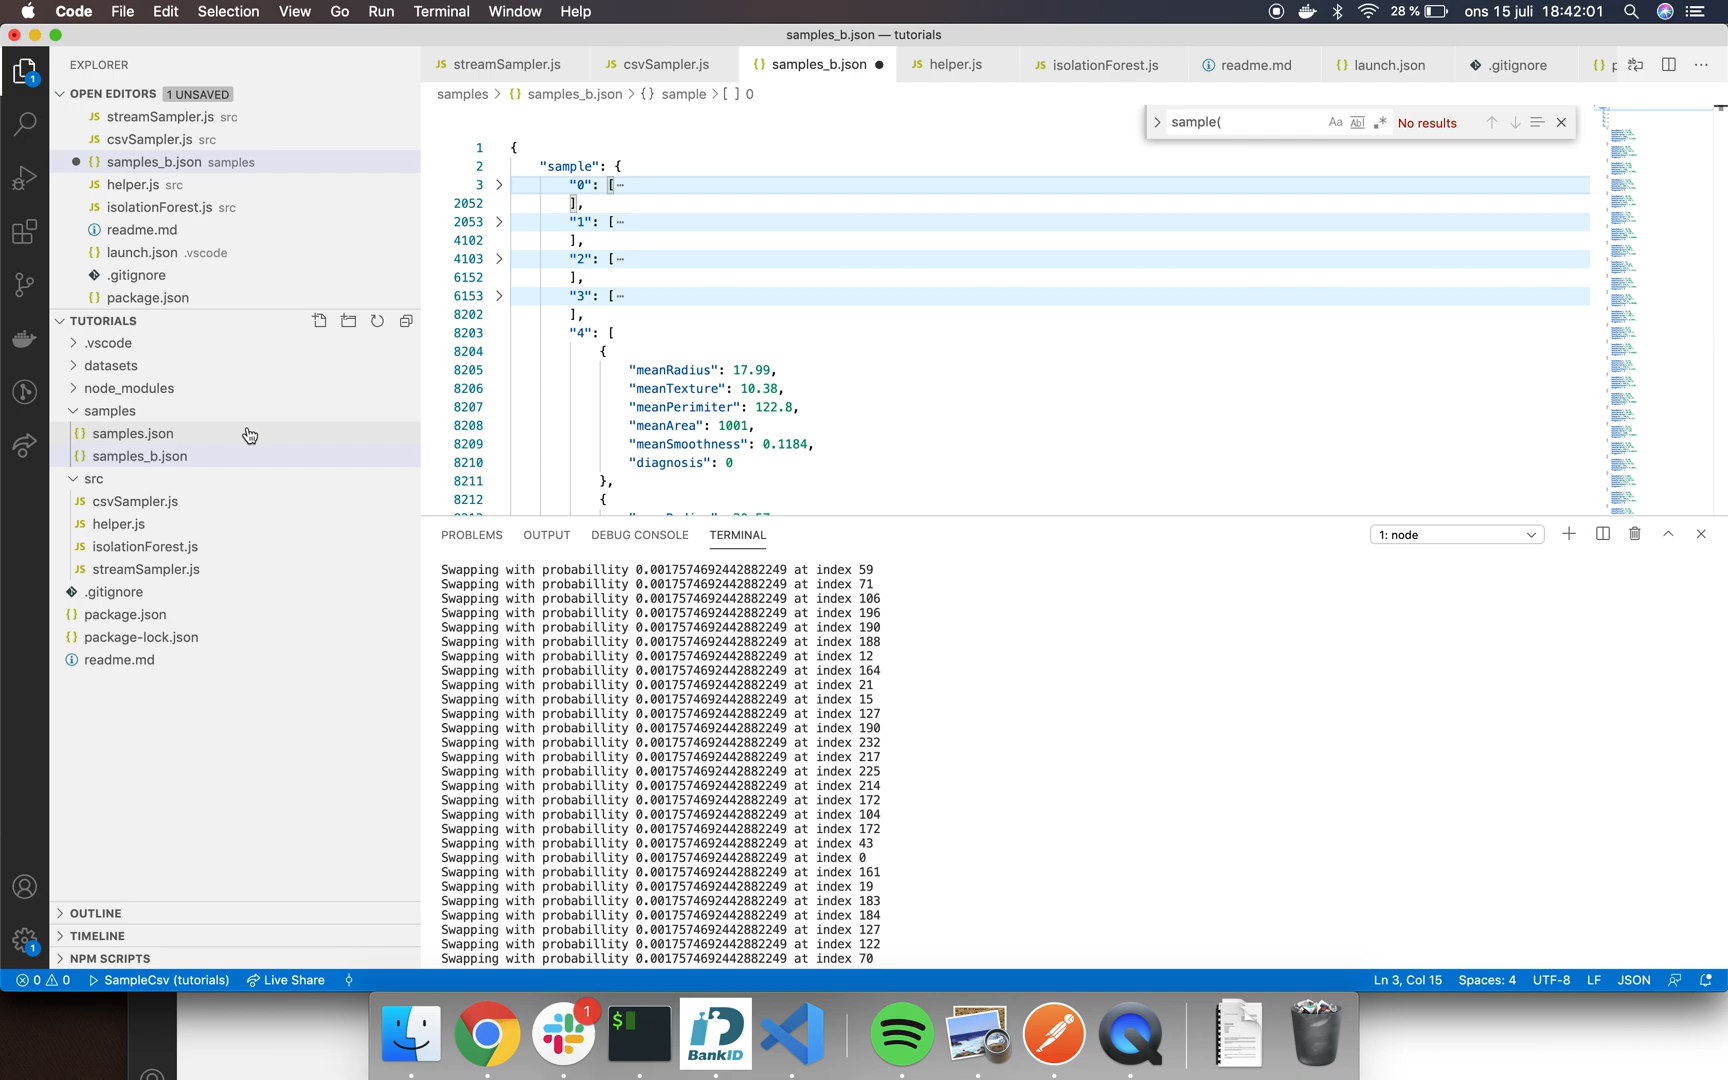 Code File Edit Selection View Go Run Terminal Window Help 28 % ons 15 juli 18:42:01
samples_b.json — tutorials
EXPLORER
JS streamSampler.js JS csvSampler.js {} samples_b.json JS helper.js JS isolationForest.js readme.md {} launch.json .gitignore {}
samples > {} samples_b.json > {} sample > [ ] 0
sample( Aa Abl .* No results
OPEN EDITORS 1 UNSAVED
JS streamSampler.js src
JS csvSampler.js src
{} samples_b.json samples
JS helper.js src
JS isolationForest.js src
readme.md
{} launch.json .vscode
.gitignore
{} package.json
TUTORIALS
.vscode
datasets
node_modules
samples
{} samples.json
{} samples_b.json
src
JS csvSampler.js
JS helper.js
JS isolationForest.js
JS streamSampler.js
.gitignore
{} package.json
{} package-lock.json
readme.md
OUTLINE
TIMELINE
NPM SCRIPTS
1 {
2 "sample": {
3 "0": [⋯
2052 ],
2053 "1": [⋯
4102 ],
4103 "2": [⋯
6152 ],
6153 "3": [⋯
8202 ],
8203 "4": [
8204 {
8205 "meanRadius": 17.99,
8206 "meanTexture": 10.38,
8207 "meanPerimiter": 122.8,
8208 "meanArea": 1001,
8209 "meanSmoothness": 0.1184,
8210 "diagnosis": 0
8211 },
8212 {
PROBLEMS OUTPUT DEBUG CONSOLE TERMINAL 1: node
Swapping with probabillity 0.0017574692442882249 at index 59
Swapping with probabillity 0.0017574692442882249 at index 71
Swapping with probabillity 0.0017574692442882249 at index 106
Swapping with probabillity 0.0017574692442882249 at index 196
Swapping with probabillity 0.0017574692442882249 at index 190
Swapping with probabillity 0.0017574692442882249 at index 188
Swapping with probabillity 0.0017574692442882249 at index 12
Swapping with probabillity 0.0017574692442882249 at index 164
Swapping with probabillity 0.0017574692442882249 at index 21
Swapping with probabillity 0.0017574692442882249 at index 15
Swapping with probabillity 0.0017574692442882249 at index 127
Swapping with probabillity 0.0017574692442882249 at index 190
Swapping with probabillity 0.0017574692442882249 at index 232
Swapping with probabillity 0.0017574692442882249 at index 217
Swapping with probabillity 0.0017574692442882249 at index 225
Swapping with probabillity 0.0017574692442882249 at index 214
Swapping with probabillity 0.0017574692442882249 at index 172
Swapping with probabillity 0.0017574692442882249 at index 104
Swapping with probabillity 0.0017574692442882249 at index 172
Swapping with probabillity 0.0017574692442882249 at index 43
Swapping with probabillity 0.0017574692442882249 at index 0
Swapping with probabillity 0.0017574692442882249 at index 161
Swapping with probabillity 0.0017574692442882249 at index 19
Swapping with probabillity 0.0017574692442882249 at index 183
Swapping with probabillity 0.0017574692442882249 at index 184
Swapping with probabillity 0.0017574692442882249 at index 127
Swapping with probabillity 0.0017574692442882249 at index 122
Swapping with probabillity 0.0017574692442882249 at index 70
0 0 SampleCsv (tutorials) Live Share Ln 3, Col 15 Spaces: 4 UTF-8 LF JSON
1
$
BankID